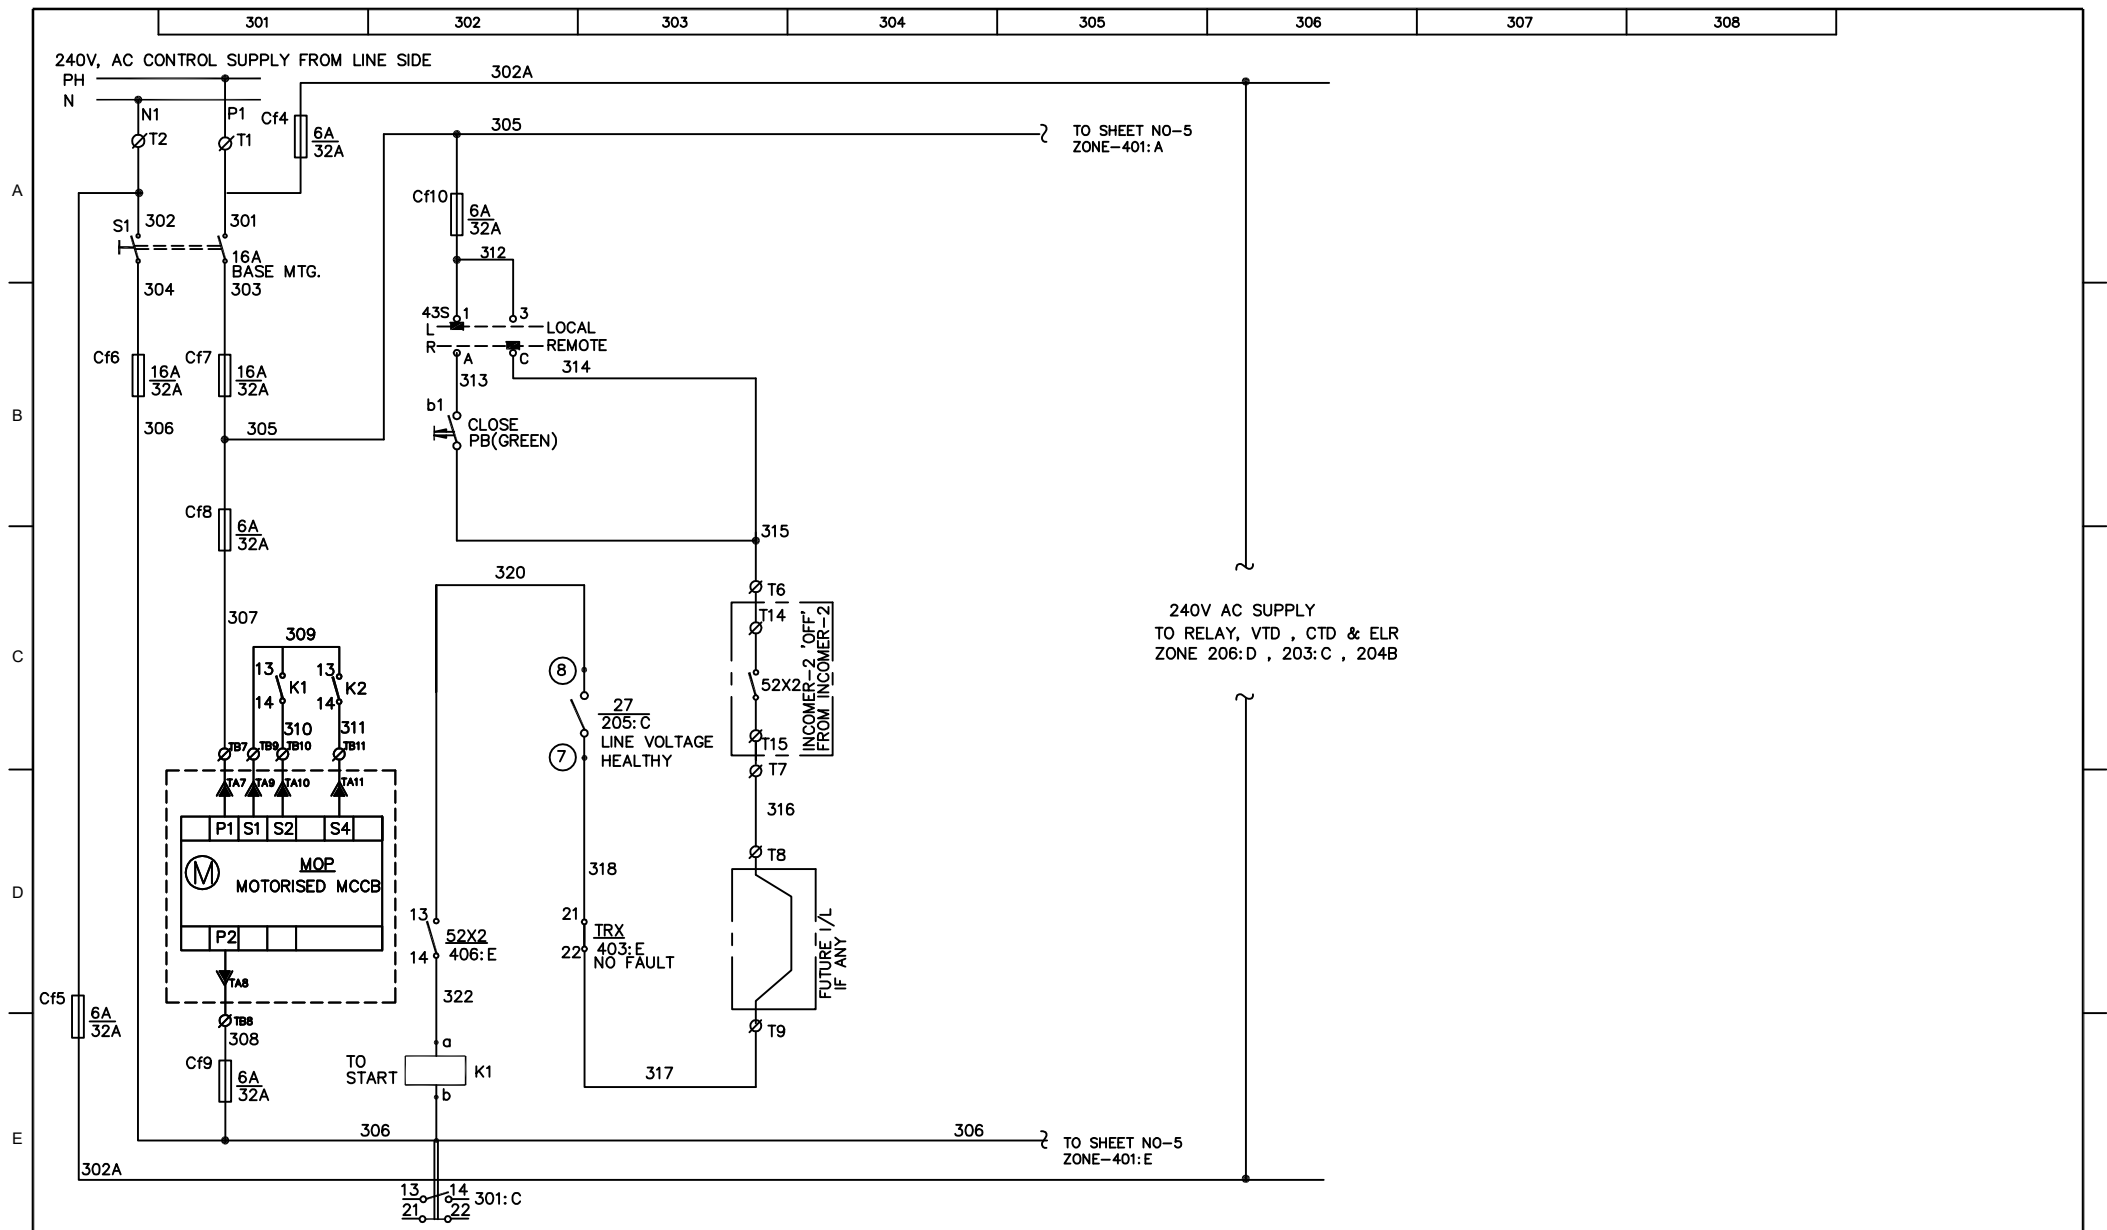 301
302
303
304
305
306
307
308
240V, AC CONTROL SUPPLY FROM LINE SIDE
PH
N
N1
P1
T2
T1
Cf4
6A
32A
302A
305
TO SHEET NO-5
ZONE-401:A
A
S1
302
301
16A
BASE MTG.
304
303
Cf10
6A
32A
312
43S
1
3
L
LOCAL
R
REMOTE
A
C
313
314
Cf6
16A
32A
Cf7
16A
32A
B
306
305
b1
CLOSE
PB(GREEN)
Cf8
6A
32A
315
320
T6
T14
307
309
C
13
K1
14
13
K2
14
310
311
8
27
205:C
LINE VOLTAGE
HEALTHY
7
52X2
INCOMER-2 'OFF'
FROM INCOMER-2
T15
T7
240V AC SUPPLY
TO RELAY, VTD , CTD & ELR
ZONE 206:D , 203:C , 204B
TB7
TB9
TB10
TB11
TA7
TA9
TA10
TA11
P1
S1
S2
S4
316
T8
M
MOP
MOTORISED MCCB
318
D
P2
13
52X2
14
406:E
21
TRX
22
403:E
NO FAULT
FUTURE I/L
IF ANY
TA8
Cf5
6A
32A
322
TB8
308
T9
Cf9
6A
32A
TO
START
a
K1
b
317
E
306
306
TO SHEET NO-5
ZONE-401:E
302A
13
14
301:C
21
22